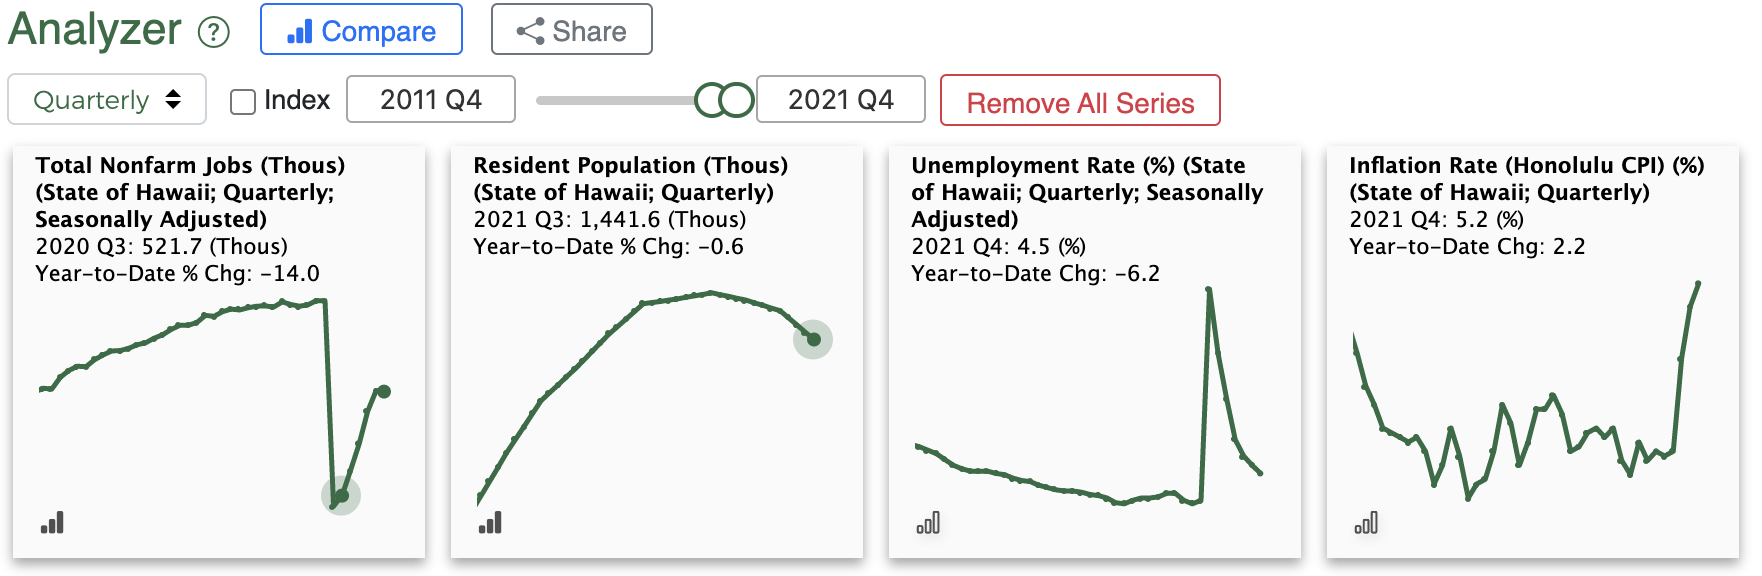 Analyzer ? Compare Share
Quarterly Index 2011 Q4 2021 Q4 Remove All Series
Total Nonfarm Jobs (Thous)
(State of Hawaii; Quarterly;
Seasonally Adjusted)
2020 Q3: 521.7 (Thous)
Year-to-Date % Chg: -14.0
Resident Population (Thous)
(State of Hawaii; Quarterly)
2021 Q3: 1,441.6 (Thous)
Year-to-Date % Chg: -0.6
Unemployment Rate (%) (State
of Hawaii; Quarterly; Seasonally
Adjusted)
2021 Q4: 4.5 (%)
Year-to-Date Chg: -6.2
Inflation Rate (Honolulu CPI) (%)
(State of Hawaii; Quarterly)
2021 Q4: 5.2 (%)
Year-to-Date Chg: 2.2